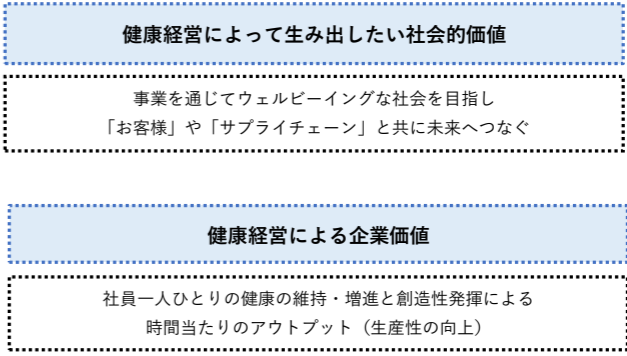 健康経営によって生み出したい社会的価値
事業を通じてウェルビーイングな社会を目指し
「お客様」や「サプライチェーン」と共に未来へつなぐ
健康経営による企業価値
社員一人ひとりの健康の維持・増進と創造性発揮による
時間当たりのアウトプット（生産性の向上）